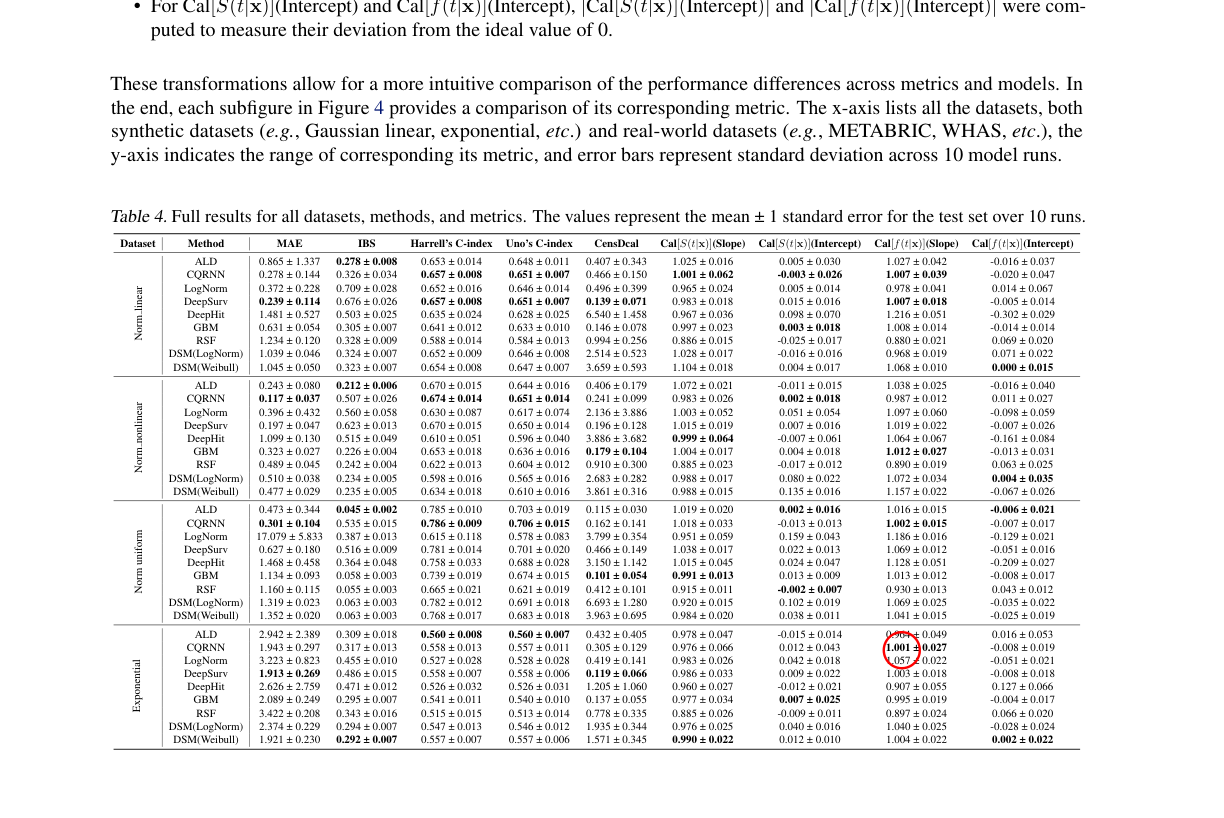 • For Cal[S(t|x)](Intercept) and Cal[f(t|x)](Intercept), |Cal[S(t|x)](Intercept)| and |Cal[f(t|x)](Intercept)| were com-
puted to measure their deviation from the ideal value of 0.
These transformations allow for a more intuitive comparison of the performance differences across metrics and models. In
the end, each subfigure in Figure 4 provides a comparison of its corresponding metric. The x-axis lists all the datasets, both
synthetic datasets (e.g., Gaussian linear, exponential, etc.) and real-world datasets (e.g., METABRIC, WHAS, etc.), the
y-axis indicates the range of corresponding its metric, and error bars represent standard deviation across 10 model runs.
Table 4. Full results for all datasets, methods, and metrics. The values represent the mean ± 1 standard error for the test set over 10 runs.
Dataset Method MAE IBS Harrell's C-index Uno's C-index CensDcal Cal[S(t|x)](Slope) Cal[S(t|x)](Intercept) Cal[f(t|x)](Slope) Cal[f(t|x)](Intercept)
Norm linear
ALD 0.865 ± 1.337 0.278 ± 0.008 0.653 ± 0.014 0.648 ± 0.011 0.407 ± 0.343 1.025 ± 0.016 0.005 ± 0.030 1.027 ± 0.042 -0.016 ± 0.037
CQRNN 0.278 ± 0.144 0.326 ± 0.034 0.657 ± 0.008 0.651 ± 0.007 0.466 ± 0.150 1.001 ± 0.062 -0.003 ± 0.026 1.007 ± 0.039 -0.020 ± 0.047
LogNorm 0.372 ± 0.228 0.709 ± 0.028 0.652 ± 0.016 0.646 ± 0.014 0.496 ± 0.399 0.965 ± 0.024 0.005 ± 0.014 0.978 ± 0.041 0.014 ± 0.067
DeepSurv 0.239 ± 0.114 0.676 ± 0.026 0.657 ± 0.008 0.651 ± 0.007 0.139 ± 0.071 0.983 ± 0.018 0.015 ± 0.016 1.007 ± 0.018 -0.005 ± 0.014
DeepHit 1.481 ± 0.527 0.503 ± 0.025 0.635 ± 0.024 0.628 ± 0.025 6.540 ± 1.458 0.967 ± 0.036 0.098 ± 0.070 1.216 ± 0.051 -0.302 ± 0.029
GBM 0.631 ± 0.054 0.305 ± 0.007 0.641 ± 0.012 0.633 ± 0.010 0.146 ± 0.078 0.997 ± 0.023 0.003 ± 0.018 1.008 ± 0.014 -0.014 ± 0.014
RSF 1.234 ± 0.120 0.328 ± 0.009 0.588 ± 0.014 0.584 ± 0.013 0.994 ± 0.256 0.886 ± 0.015 -0.025 ± 0.017 0.880 ± 0.021 0.069 ± 0.020
DSM(LogNorm) 1.039 ± 0.046 0.324 ± 0.007 0.652 ± 0.009 0.646 ± 0.008 2.514 ± 0.523 1.028 ± 0.017 -0.016 ± 0.016 0.968 ± 0.019 0.071 ± 0.022
DSM(Weibull) 1.045 ± 0.050 0.323 ± 0.007 0.654 ± 0.008 0.647 ± 0.007 3.659 ± 0.593 1.104 ± 0.018 0.004 ± 0.017 1.068 ± 0.010 0.000 ± 0.015
Norm nonlinear
ALD 0.243 ± 0.080 0.212 ± 0.006 0.670 ± 0.015 0.644 ± 0.016 0.406 ± 0.179 1.072 ± 0.021 -0.011 ± 0.015 1.038 ± 0.025 -0.016 ± 0.040
CQRNN 0.117 ± 0.037 0.507 ± 0.026 0.674 ± 0.014 0.651 ± 0.014 0.241 ± 0.099 0.983 ± 0.026 0.002 ± 0.018 0.987 ± 0.012 0.011 ± 0.027
LogNorm 0.396 ± 0.432 0.560 ± 0.058 0.630 ± 0.087 0.617 ± 0.074 2.136 ± 3.886 1.003 ± 0.052 0.051 ± 0.054 1.097 ± 0.060 -0.098 ± 0.059
DeepSurv 0.197 ± 0.047 0.623 ± 0.013 0.670 ± 0.015 0.650 ± 0.014 0.196 ± 0.128 1.015 ± 0.019 0.007 ± 0.016 1.019 ± 0.022 -0.007 ± 0.026
DeepHit 1.099 ± 0.130 0.515 ± 0.049 0.610 ± 0.051 0.596 ± 0.040 3.886 ± 3.682 0.999 ± 0.064 -0.007 ± 0.061 1.064 ± 0.067 -0.161 ± 0.084
GBM 0.323 ± 0.027 0.226 ± 0.004 0.653 ± 0.018 0.636 ± 0.016 0.179 ± 0.104 1.004 ± 0.017 0.004 ± 0.018 1.012 ± 0.027 -0.013 ± 0.031
RSF 0.489 ± 0.045 0.242 ± 0.004 0.622 ± 0.013 0.604 ± 0.012 0.910 ± 0.300 0.885 ± 0.023 -0.017 ± 0.012 0.890 ± 0.019 0.063 ± 0.025
DSM(LogNorm) 0.510 ± 0.038 0.234 ± 0.005 0.598 ± 0.016 0.565 ± 0.016 2.683 ± 0.282 0.988 ± 0.017 0.080 ± 0.022 1.072 ± 0.034 0.004 ± 0.035
DSM(Weibull) 0.477 ± 0.029 0.235 ± 0.005 0.634 ± 0.018 0.610 ± 0.016 3.861 ± 0.316 0.988 ± 0.015 0.135 ± 0.016 1.157 ± 0.022 -0.067 ± 0.026
Norm uniform
ALD 0.473 ± 0.344 0.045 ± 0.002 0.785 ± 0.010 0.703 ± 0.019 0.115 ± 0.030 1.019 ± 0.020 0.002 ± 0.016 1.016 ± 0.015 -0.006 ± 0.021
CQRNN 0.301 ± 0.104 0.535 ± 0.015 0.786 ± 0.009 0.706 ± 0.015 0.162 ± 0.141 1.018 ± 0.033 -0.013 ± 0.013 1.002 ± 0.015 -0.007 ± 0.017
LogNorm 17.079 ± 5.833 0.387 ± 0.013 0.615 ± 0.118 0.578 ± 0.083 3.799 ± 0.354 0.951 ± 0.059 0.159 ± 0.043 1.186 ± 0.016 -0.129 ± 0.021
DeepSurv 0.627 ± 0.180 0.516 ± 0.009 0.781 ± 0.014 0.701 ± 0.020 0.466 ± 0.149 1.038 ± 0.017 0.022 ± 0.013 1.069 ± 0.012 -0.051 ± 0.016
DeepHit 1.468 ± 0.458 0.364 ± 0.048 0.758 ± 0.033 0.688 ± 0.028 3.150 ± 1.142 1.015 ± 0.045 0.024 ± 0.047 1.128 ± 0.051 -0.209 ± 0.027
GBM 1.134 ± 0.093 0.058 ± 0.003 0.739 ± 0.019 0.674 ± 0.015 0.101 ± 0.054 0.991 ± 0.013 0.013 ± 0.009 1.013 ± 0.012 -0.008 ± 0.017
RSF 1.160 ± 0.115 0.055 ± 0.003 0.665 ± 0.021 0.621 ± 0.019 0.412 ± 0.101 0.915 ± 0.011 -0.002 ± 0.007 0.930 ± 0.013 0.043 ± 0.012
DSM(LogNorm) 1.319 ± 0.023 0.063 ± 0.003 0.782 ± 0.012 0.691 ± 0.018 6.693 ± 1.280 0.920 ± 0.015 0.102 ± 0.019 1.069 ± 0.025 -0.035 ± 0.022
DSM(Weibull) 1.352 ± 0.020 0.063 ± 0.003 0.768 ± 0.017 0.683 ± 0.018 3.963 ± 0.695 0.984 ± 0.020 0.038 ± 0.011 1.041 ± 0.015 -0.025 ± 0.019
Exponential
ALD 2.942 ± 2.389 0.309 ± 0.018 0.560 ± 0.008 0.560 ± 0.007 0.432 ± 0.405 0.978 ± 0.047 -0.015 ± 0.014 ± 0.049 0.016 ± 0.053
CQRNN 1.943 ± 0.297 0.317 ± 0.013 0.558 ± 0.013 0.557 ± 0.011 0.305 ± 0.129 0.976 ± 0.066 0.012 ± 0.043 1.001 ± 0.027 -0.008 ± 0.019
LogNorm 3.223 ± 0.823 0.455 ± 0.010 0.527 ± 0.028 0.528 ± 0.028 0.419 ± 0.141 0.983 ± 0.026 0.042 ± 0.018 1.057 ± 0.022 -0.051 ± 0.021
DeepSurv 1.913 ± 0.269 0.486 ± 0.015 0.558 ± 0.007 0.558 ± 0.006 0.119 ± 0.066 0.986 ± 0.033 0.009 ± 0.022 1.003 ± 0.018 -0.008 ± 0.018
DeepHit 2.626 ± 2.759 0.471 ± 0.012 0.526 ± 0.032 0.526 ± 0.031 1.205 ± 1.060 0.960 ± 0.027 -0.012 ± 0.021 0.907 ± 0.055 0.127 ± 0.066
GBM 2.089 ± 0.249 0.295 ± 0.007 0.541 ± 0.011 0.540 ± 0.010 0.137 ± 0.055 0.977 ± 0.034 0.007 ± 0.025 0.995 ± 0.019 -0.004 ± 0.017
RSF 3.422 ± 0.208 0.343 ± 0.016 0.515 ± 0.015 0.513 ± 0.014 0.778 ± 0.335 0.885 ± 0.026 -0.009 ± 0.011 0.897 ± 0.024 0.066 ± 0.020
DSM(LogNorm) 2.374 ± 0.229 0.294 ± 0.007 0.547 ± 0.013 0.546 ± 0.012 1.935 ± 0.344 0.976 ± 0.025 0.040 ± 0.016 1.040 ± 0.025 -0.028 ± 0.024
DSM(Weibull) 1.921 ± 0.230 0.292 ± 0.007 0.557 ± 0.007 0.557 ± 0.006 1.571 ± 0.345 0.990 ± 0.022 0.012 ± 0.010 1.004 ± 0.022 0.002 ± 0.022